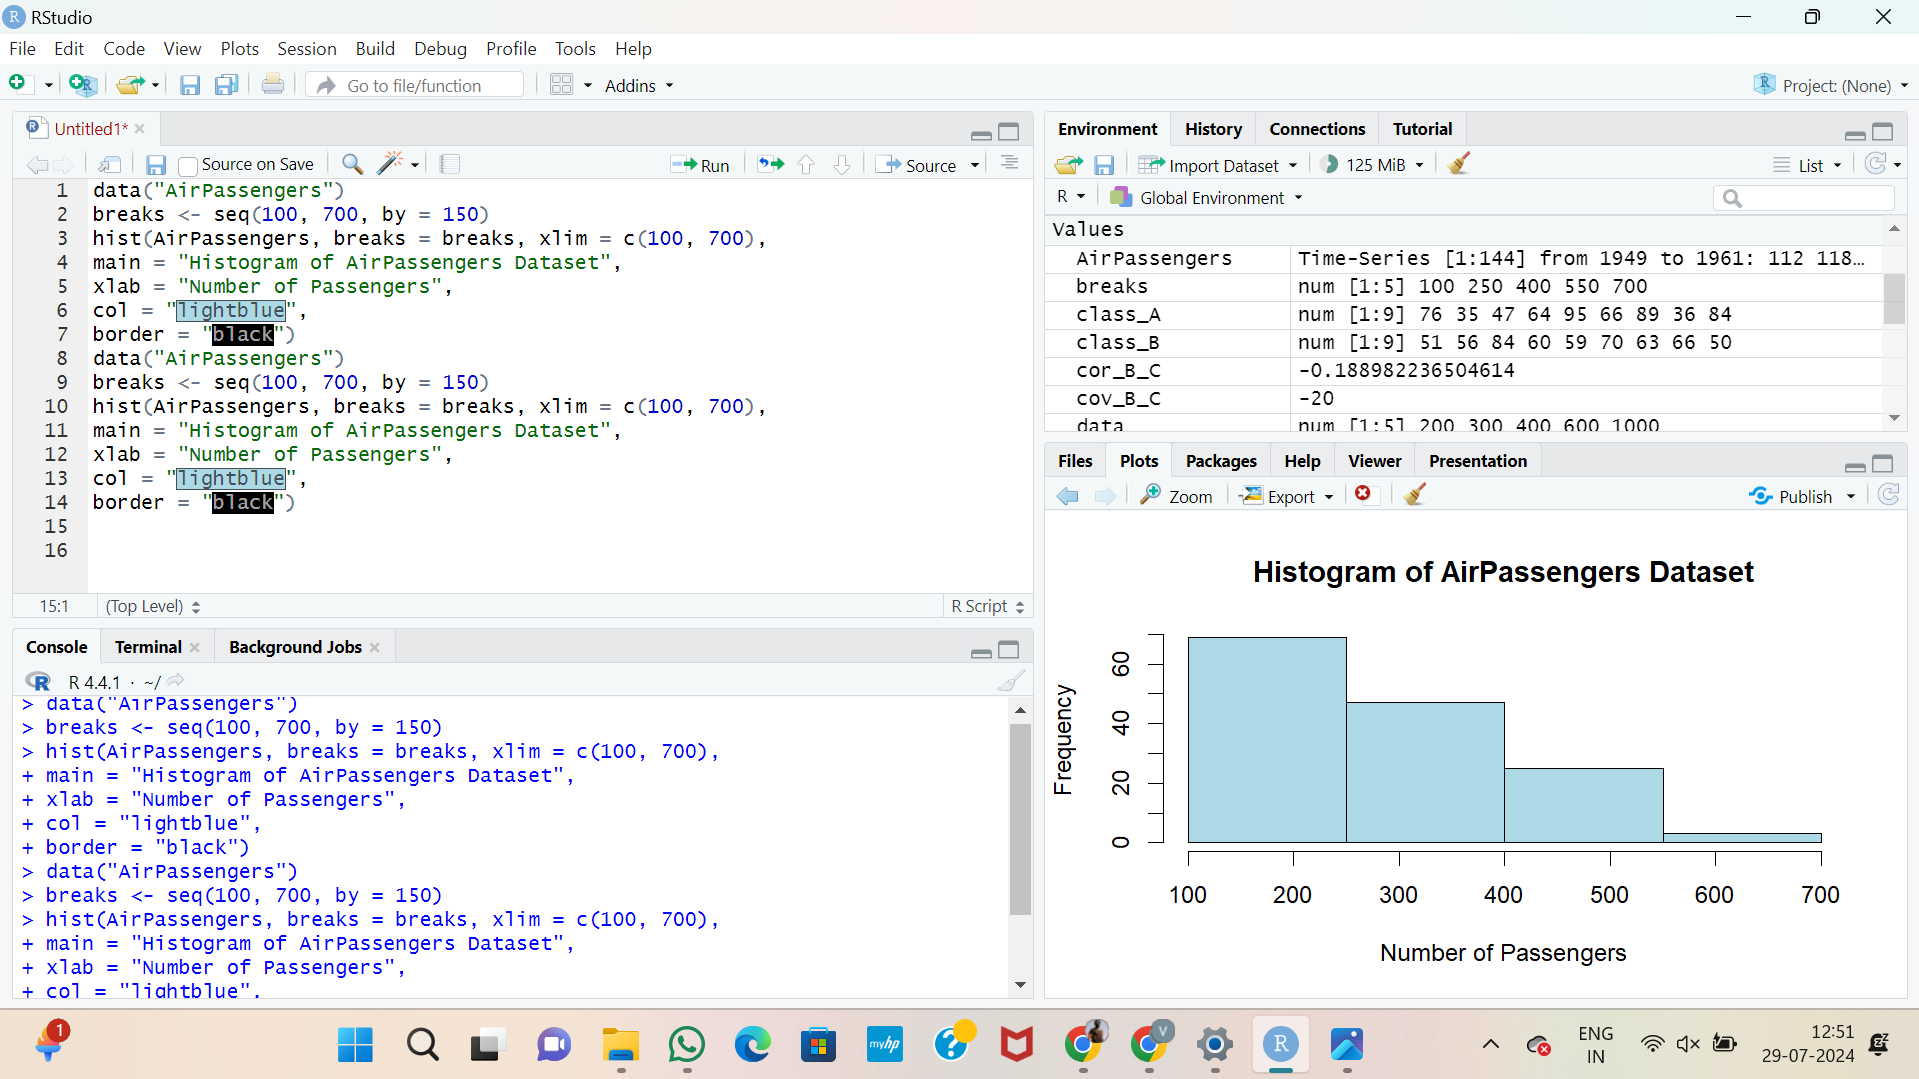 RStudio
File Edit Code View Plots Session Build Debug Profile Tools Help
Go to file/function Addins Project: (None)
Untitled1*
Source on Save Run Source
1 data("AirPassengers")
2 breaks <- seq(100, 700, by = 150)
3 hist(AirPassengers, breaks = breaks, xlim = c(100, 700),
4 main = "Histogram of AirPassengers Dataset",
5 xlab = "Number of Passengers",
6 col = "lightblue",
7 border = "black")
8 data("AirPassengers")
9 breaks <- seq(100, 700, by = 150)
10 hist(AirPassengers, breaks = breaks, xlim = c(100, 700),
11 main = "Histogram of AirPassengers Dataset",
12 xlab = "Number of Passengers",
13 col = "lightblue",
14 border = "black")
15
16
15:1 (Top Level) R Script
Console Terminal Background Jobs
R 4.4.1 · ~/
> data("AirPassengers")
> breaks <- seq(100, 700, by = 150)
> hist(AirPassengers, breaks = breaks, xlim = c(100, 700),
+ main = "Histogram of AirPassengers Dataset",
+ xlab = "Number of Passengers",
+ col = "lightblue",
+ border = "black")
> data("AirPassengers")
> breaks <- seq(100, 700, by = 150)
> hist(AirPassengers, breaks = breaks, xlim = c(100, 700),
+ main = "Histogram of AirPassengers Dataset",
+ xlab = "Number of Passengers",
+ col = "lightblue",
Environment History Connections Tutorial
Import Dataset 125 MiB List
R Global Environment
Values
AirPassengers Time-Series [1:144] from 1949 to 1961: 112 118…
breaks num [1:5] 100 250 400 550 700
class_A num [1:9] 76 35 47 64 95 66 89 36 84
class_B num [1:9] 51 56 84 60 59 70 63 66 50
cor_B_C -0.188982236504614
cov_B_C -20
data num [1:5] 200 300 400 600 1000
Files Plots Packages Help Viewer Presentation
Zoom Export Publish
Histogram of AirPassengers Dataset
Frequency
60
40
20
0
100 200 300 400 500 600 700
Number of Passengers
1
myhp
V
R
ENG
IN
12:51
29-07-2024